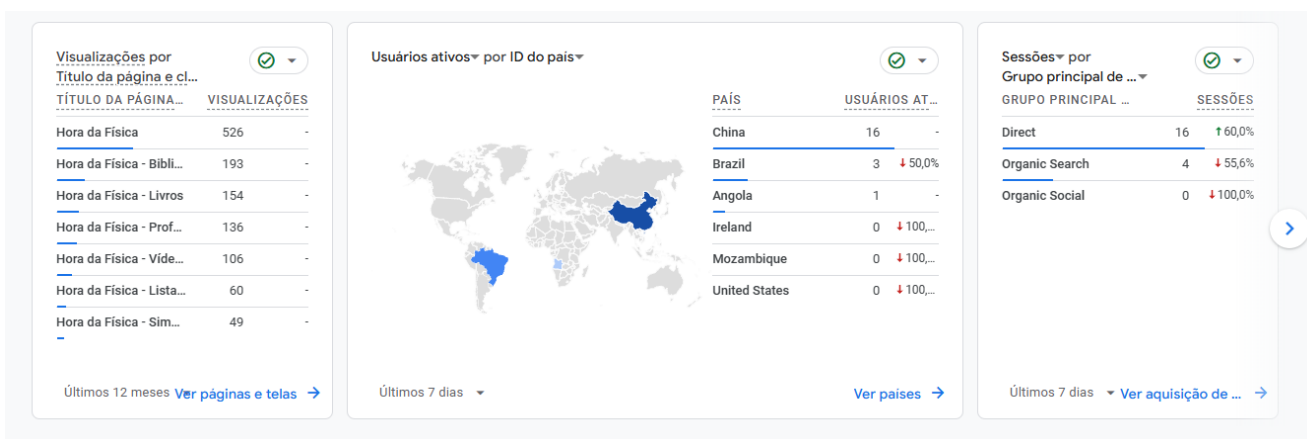 Visualizações por
Título da página e cl...
TÍTULO DA PÁGINA... VISUALIZAÇÕES
Hora da Física 526 -
Hora da Física - Bibli... 193 -
Hora da Física - Livros 154 -
Hora da Física - Prof... 136 -
Hora da Física - Víde... 106 -
Hora da Física - Lista... 60 -
Hora da Física - Sim... 49 -
Últimos 12 meses Ver páginas e telas
Usuários ativos por ID do país
PAÍS USUÁRIOS AT...
China 16 -
Brazil 3 ↓ 50,0%
Angola 1 -
Ireland 0 ↓ 100,...
Mozambique 0 ↓ 100,...
United States 0 ↓ 100,...
Últimos 7 dias Ver países
Sessões por
Grupo principal de ...
GRUPO PRINCIPAL ... SESSÕES
Direct 16 ↑ 60,0%
Organic Search 4 ↓ 55,6%
Organic Social 0 ↓ 100,0%
Últimos 7 dias Ver aquisição de ...